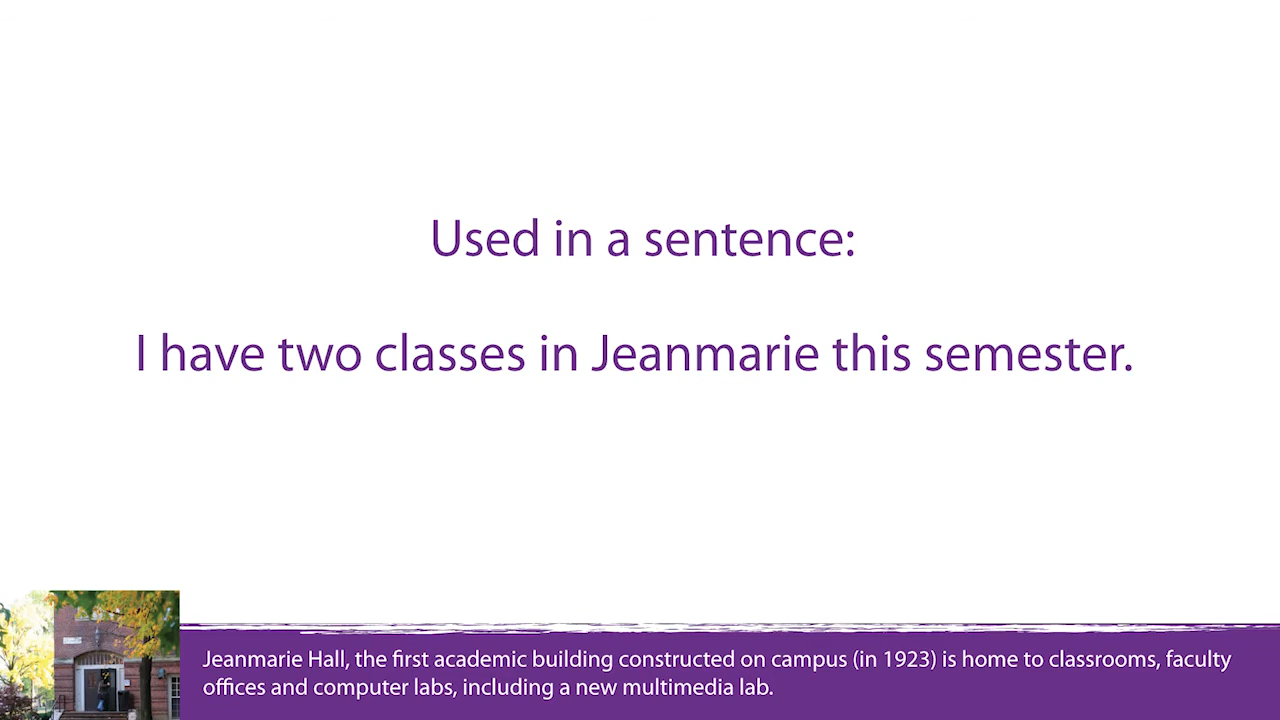 Used in a sentence:
I have two classes in Jeanmarie this semester.
Jeanmarie Hall, the first academic building constructed on campus (in 1923) is home to classrooms, faculty
offices and computer labs, including a new multimedia lab.